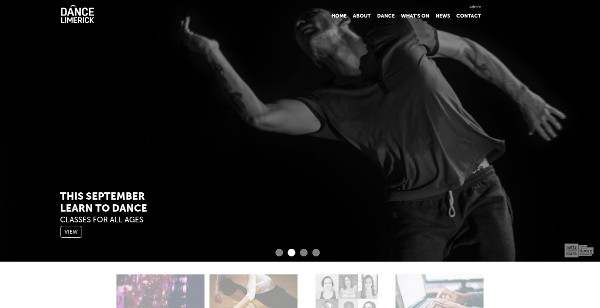 DANCE
LIMERICK
admin
HOME ABOUT DANCE WHAT'S ON NEWS CONTACT
THIS SEPTEMBER
LEARN TO DANCE
CLASSES FOR ALL AGES
VIEW